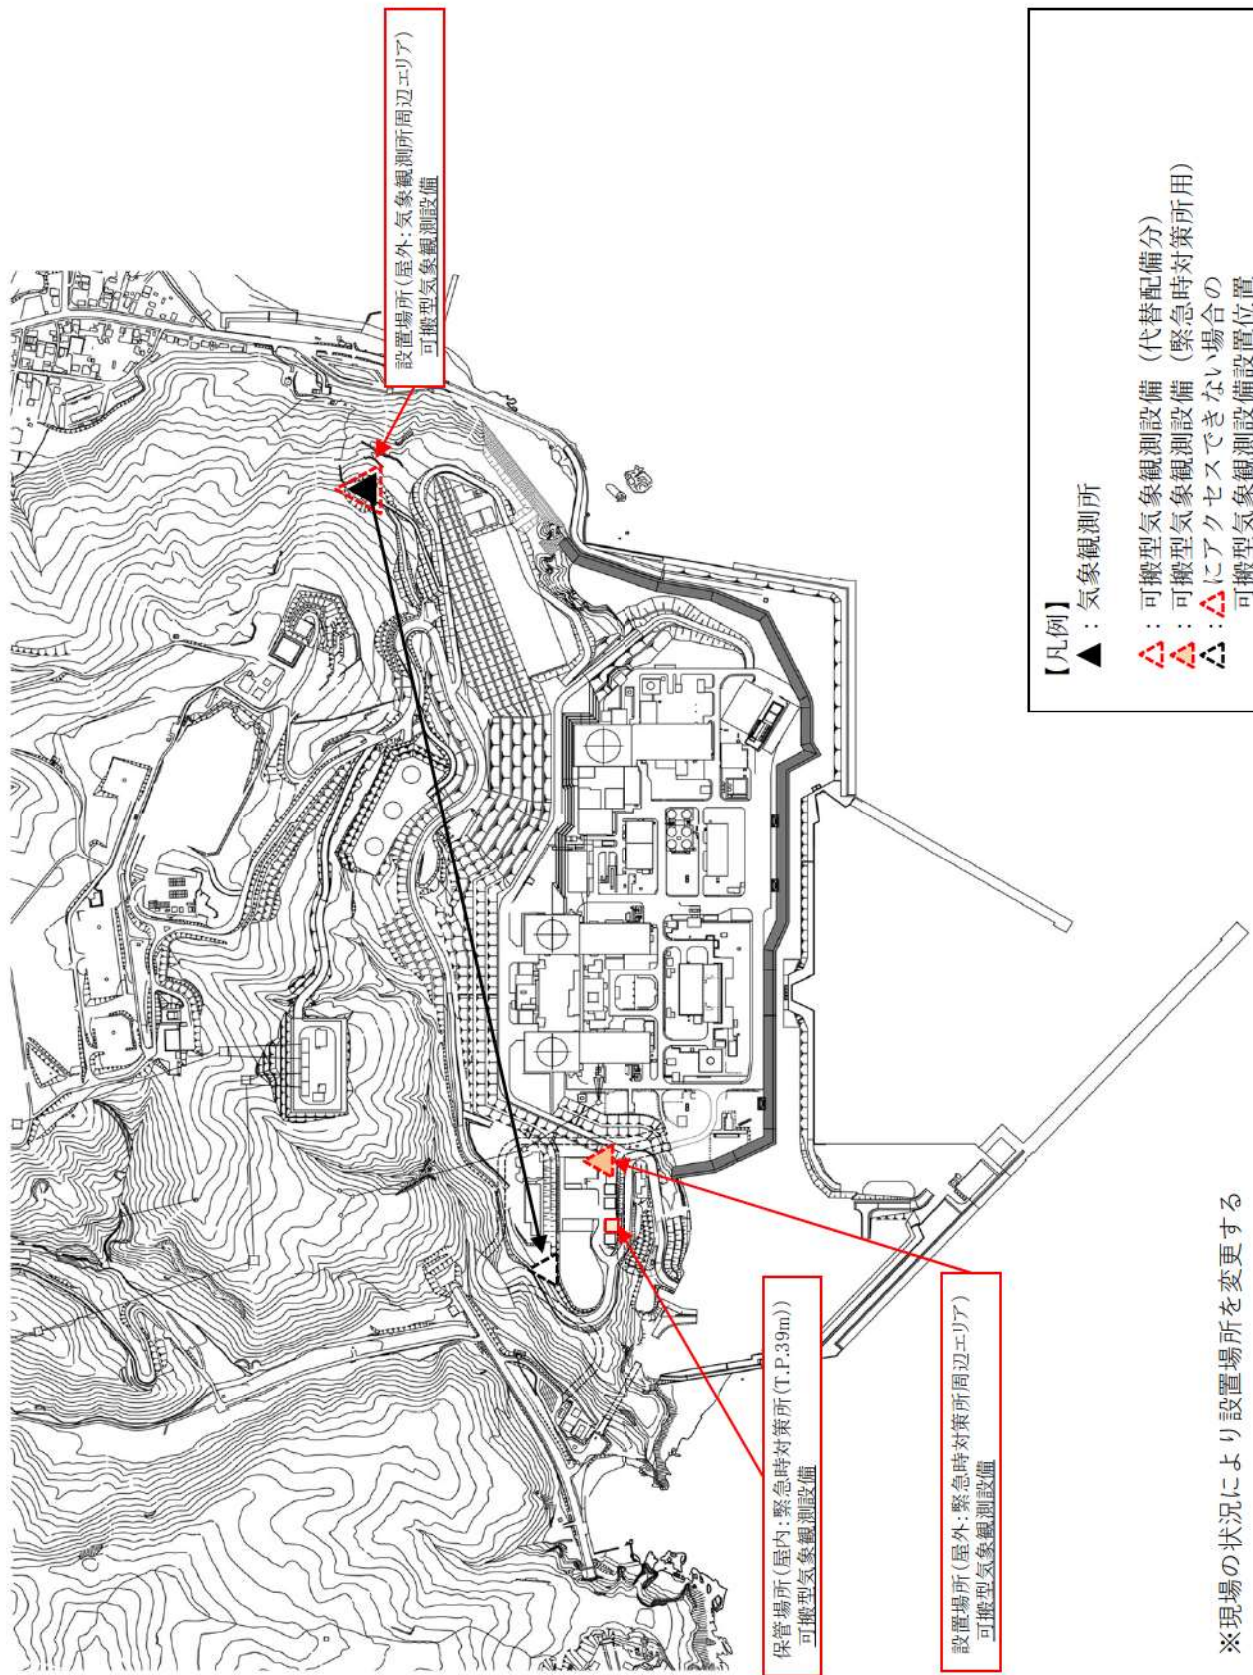 設置場所(屋外:気象観測所周辺エリア)
可搬型気象観測設備
保管場所(屋内:緊急時対策所(T.P.39m))
可搬型気象観測設備
設置場所(屋外:緊急時対策所周辺エリア)
可搬型気象観測設備
【凡例】
▲:気象観測所
:可搬型気象観測設備(代替配備分)
:可搬型気象観測設備(緊急時対策所用)
:にアクセスできない場合の
可搬型気象観測設備設置位置
※現場の状況により設置場所を変更する